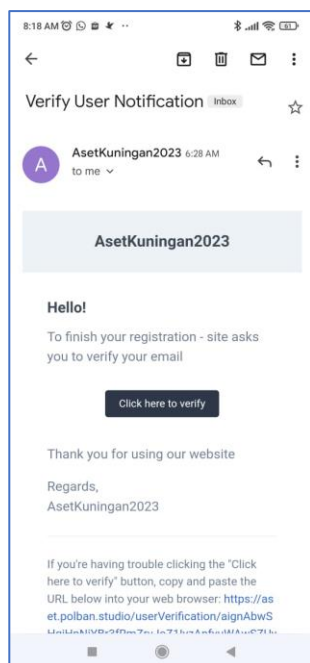 8:18 AM
61
Verify User Notification Inbox
A
AsetKuningan2023 6:28 AM
to me
AsetKuningan2023
Hello!
To finish your registration - site asks
you to verify your email
Click here to verify
Thank you for using our website
Regards,
AsetKuningan2023
If you're having trouble clicking the "Click
here to verify" button, copy and paste the
URL below into your web browser: https://as
et.polban.studio/userVerification/aignAbwS